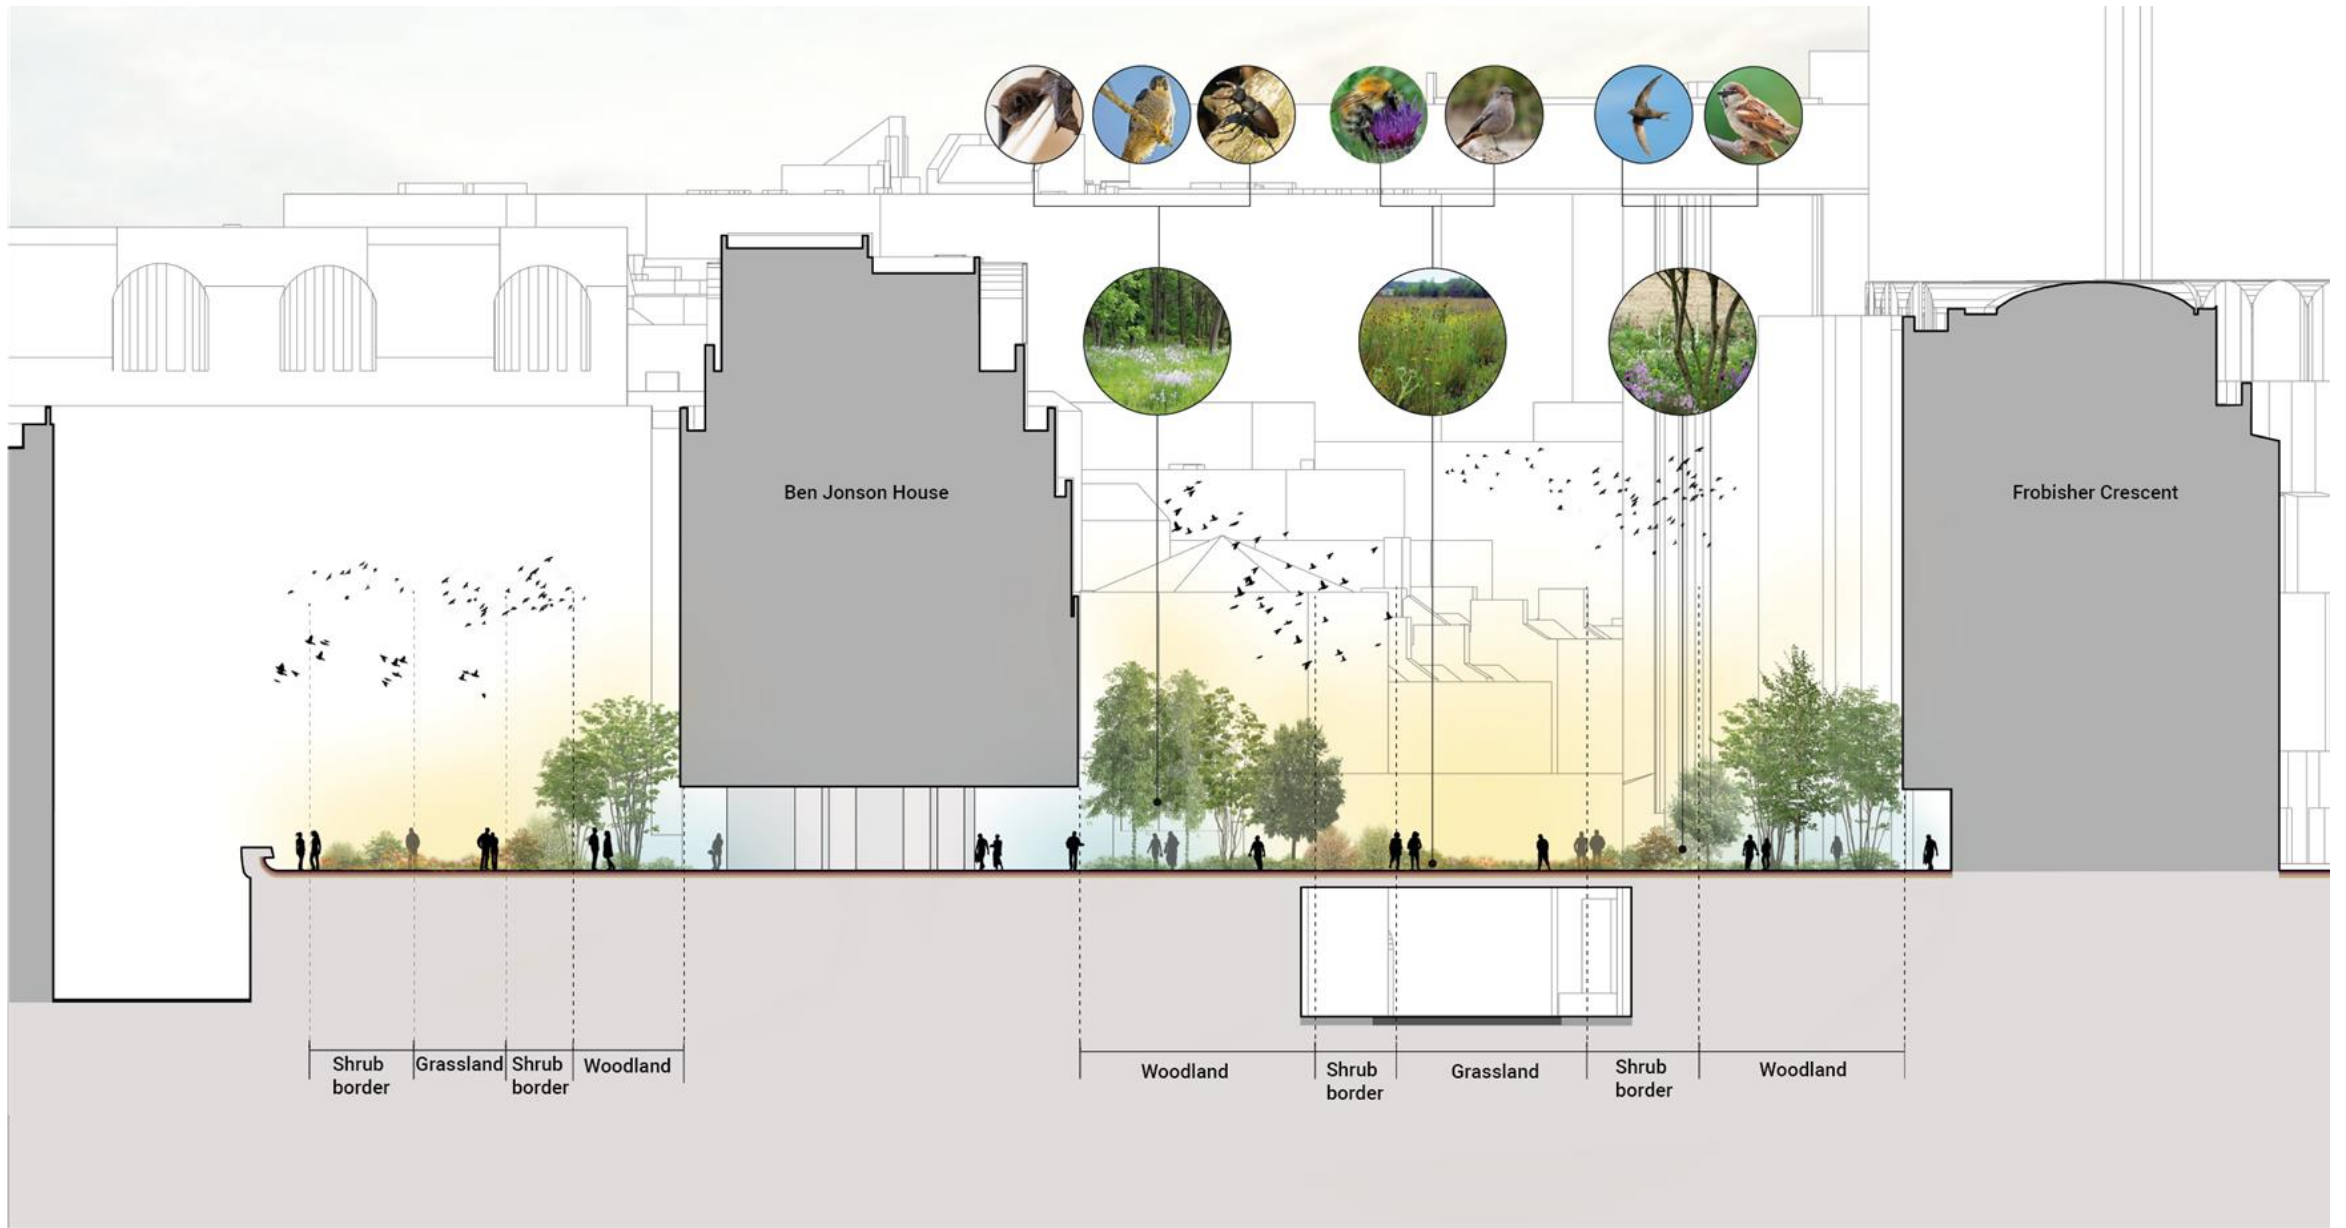 Ben Jonson House
Frobisher Crescent
Shrub
border
Grassland
Shrub
border
Woodland
Woodland
Shrub
border
Grassland
Shrub
border
Woodland